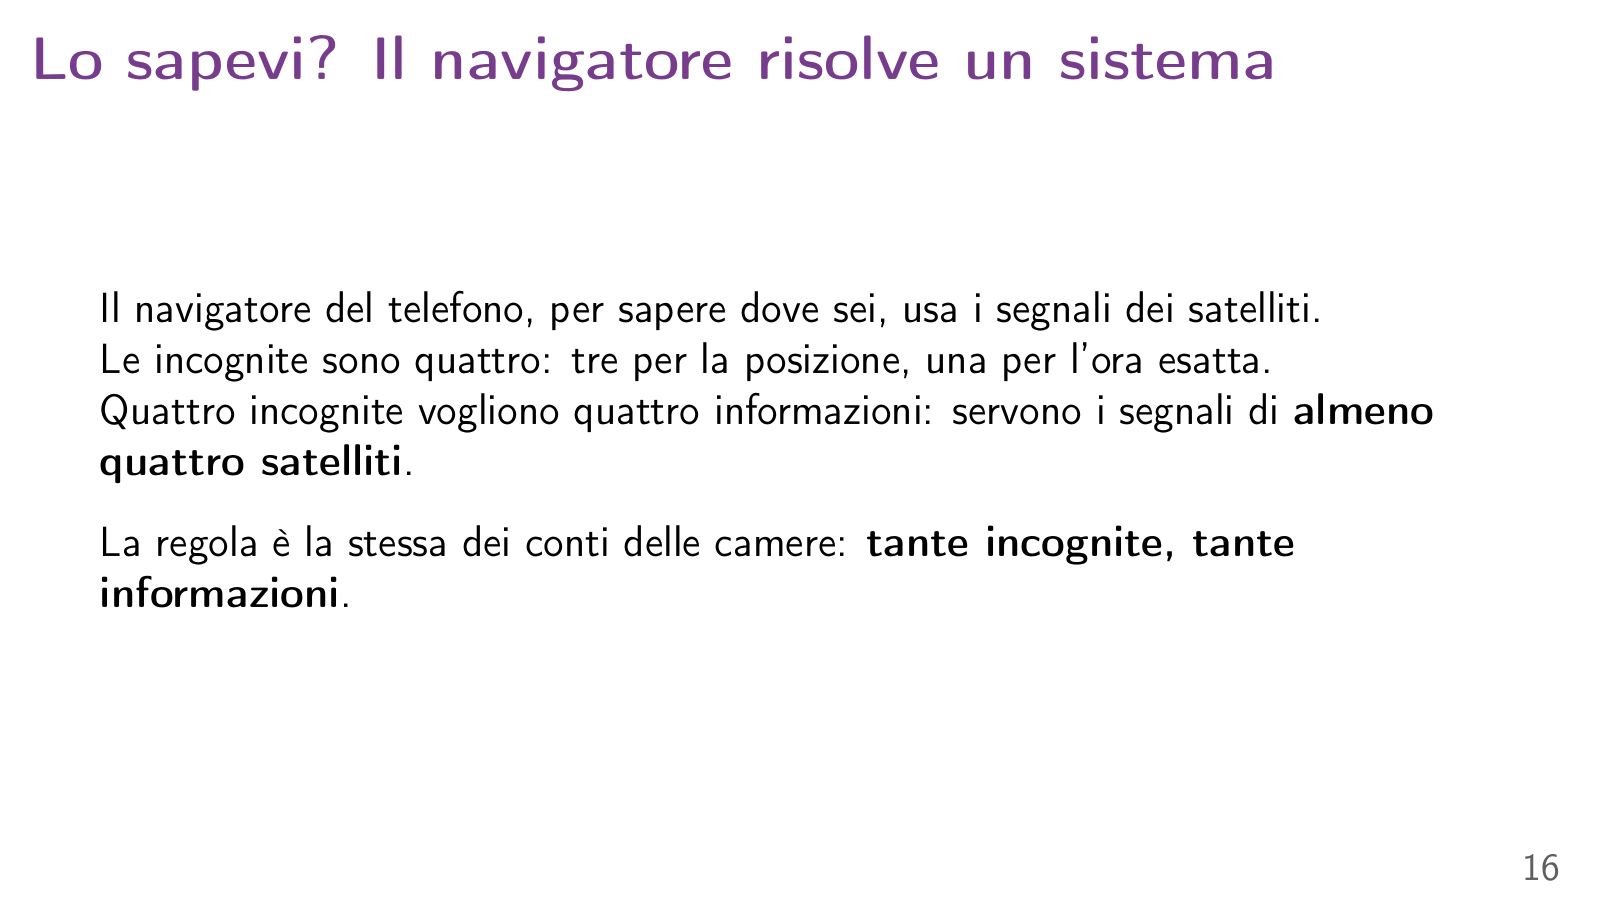 Lo sapevi? Il navigatore risolve un sistema
Il navigatore del telefono, per sapere dove sei, usa i segnali dei satelliti.
Le incognite sono quattro: tre per la posizione, una per l'ora esatta.
Quattro incognite vogliono quattro informazioni: servono i segnali di almeno
quattro satelliti.
La regola è la stessa dei conti delle camere: tante incognite, tante
informazioni.
16